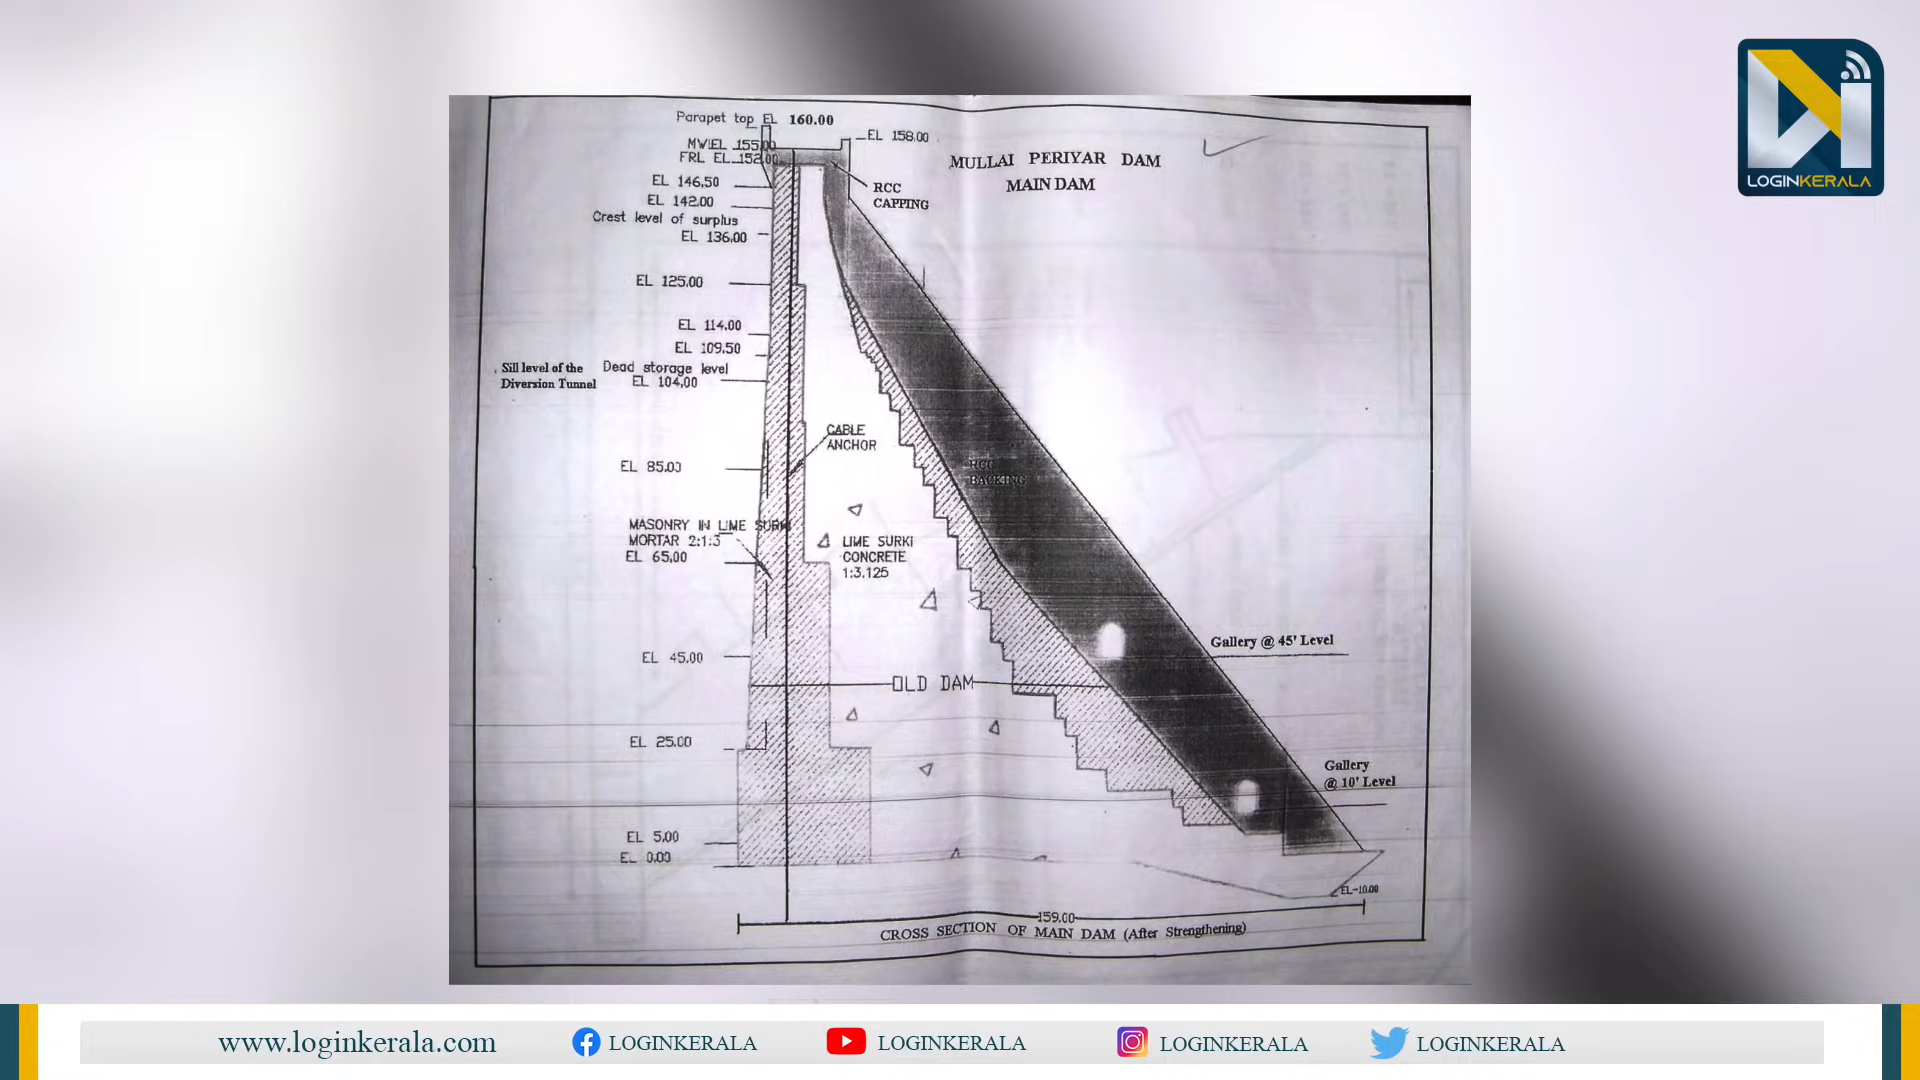 Parapet top EL 160.00
EL 158.00
MWEL 155.00
FRL EL 152.00
MULLAI PERIYAR DAM
MAIN DAM
EL 146.50
RCC
CAPPING
EL 142.00
Crest level of surplus
EL 136.00
EL 125.00
EL 114.00
EL 109.50
Sill level of the
Diversion Tunnel
Dead storage level
EL 104.00
CABLE
ANCHOR
EL 85.00
RCC
BACKING
MASONRY IN LIME SURKI
MORTAR 2:1:3
EL 65.00
LIME SURKI
CONCRETE
1:3.125
Gallery @ 45' Level
EL 45.00
OLD DAM
EL 25.00
Gallery
@ 10' Level
EL 5.00
EL 0.00
EL-10.00
159.00
CROSS SECTION OF MAIN DAM (After Strengthening)
LOGINKERALA
www.loginkerala.com
LOGINKERALA
LOGINKERALA
LOGINKERALA
LOGINKERALA